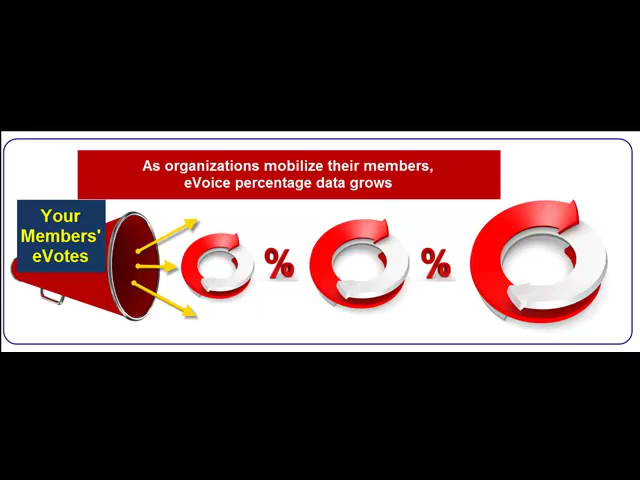 As organizations mobilize their members,
eVoice percentage data grows
Your
Members'
eVotes
% %